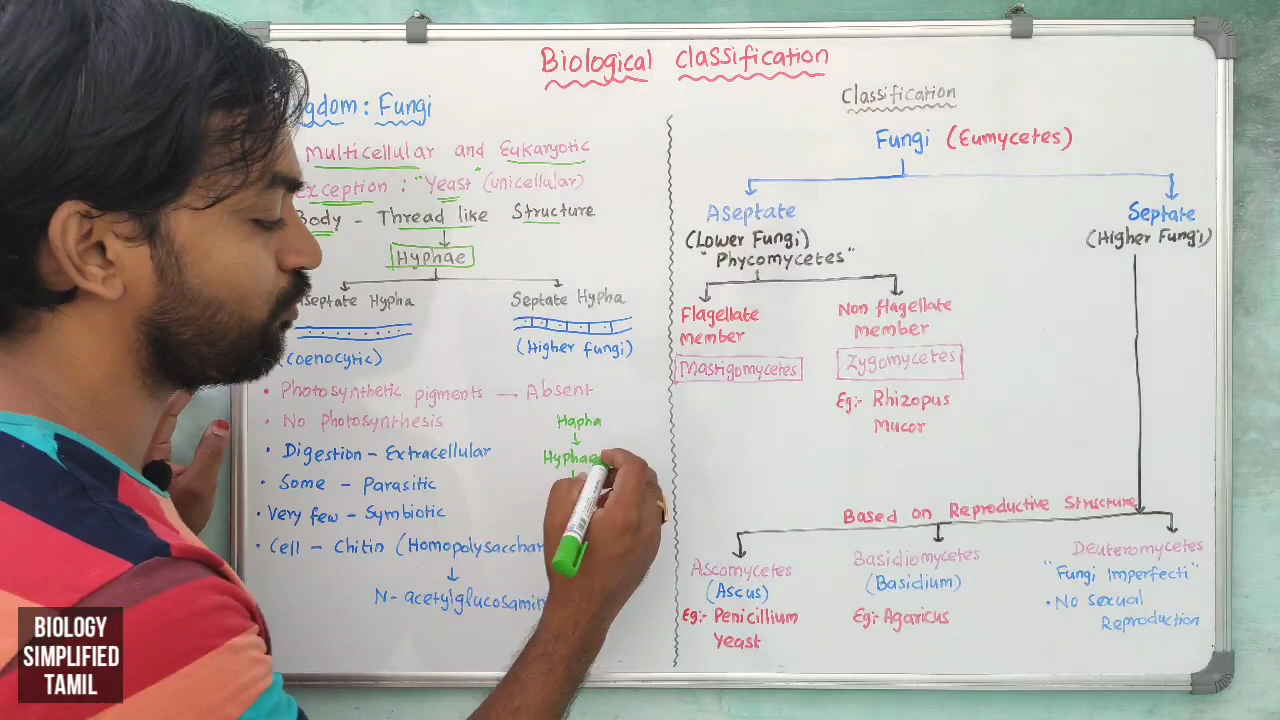 Biological classification
gdom : Fungi
Multicellular and Eukaryotic
Exception : "Yeast" (unicellular)
Body - Thread like Structure
Hyphae
Aseptate Hypha
Septate Hypha
(coenocytic)
(Higher fungi)
• Photosynthetic pigments — Absent
• No photosynthesis
• Digestion - Extracellular
• Some - Parasitic
• Very few - Symbiotic
• Cell - Chitin (Homopolysacchar
N- acetylglucosamin
Hapha
Hyphae
Classification
Fungi (Eumycetes)
Aseptate
(Lower Fungi)
"Phycomycetes"
Septate
(Higher Fungi)
Flagellate
member
Mastigomycetes
Non flagellate
member
Zygomycetes
Eg:- Rhizopus
Mucor
Based on Reproductive Structure
Ascomycetes
(Ascus)
Eg:- Penicillium
Yeast
Basidiomycetes
(Basidium)
Eg:- Agaricus
Deuteromycetes
"Fungi Imperfecti"
• No sexual
Reproduction
BIOLOGY
SIMPLIFIED
TAMIL